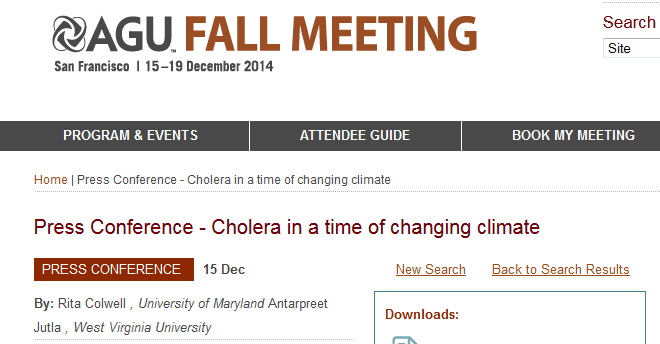 AGU™ FALL MEETING
San Francisco | 15–19 December 2014
Search
Site
PROGRAM & EVENTS ATTENDEE GUIDE BOOK MY MEETING
Home | Press Conference - Cholera in a time of changing climate
Press Conference - Cholera in a time of changing climate
PRESS CONFERENCE 15 Dec New Search Back to Search Results
By: Rita Colwell , University of Maryland Antarpreet
Jutla , West Virginia University
Downloads: